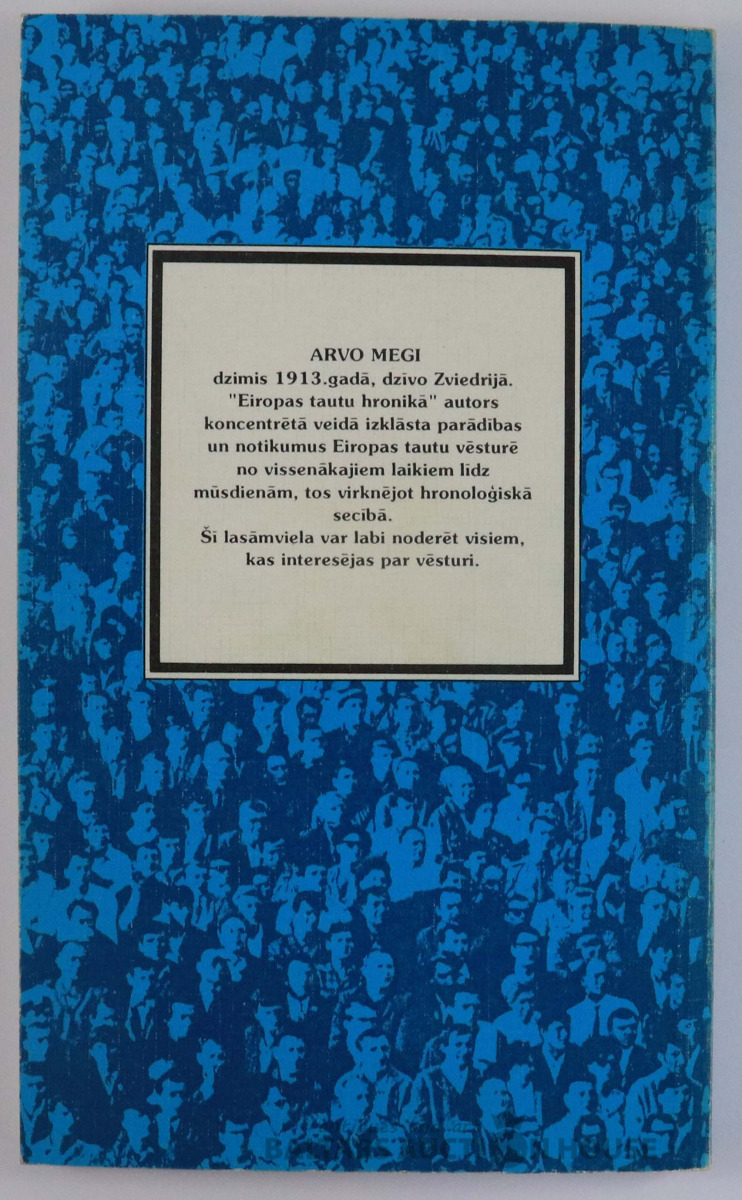 ARVO MEGI
dzimis 1913.gadā, dzīvo Zviedrijā.
"Eiropas tautu hronikā" autors
koncentrētā veidā izklāsta parādības
un notikumus Eiropas tautu vēsturē
no vissenākajiem laikiem līdz
mūsdienām, tos virknējot hronoloģiskā
secībā.
Šī lasāmviela var labi noderēt visiem,
kas interesējas par vēsturi.
HOUSE